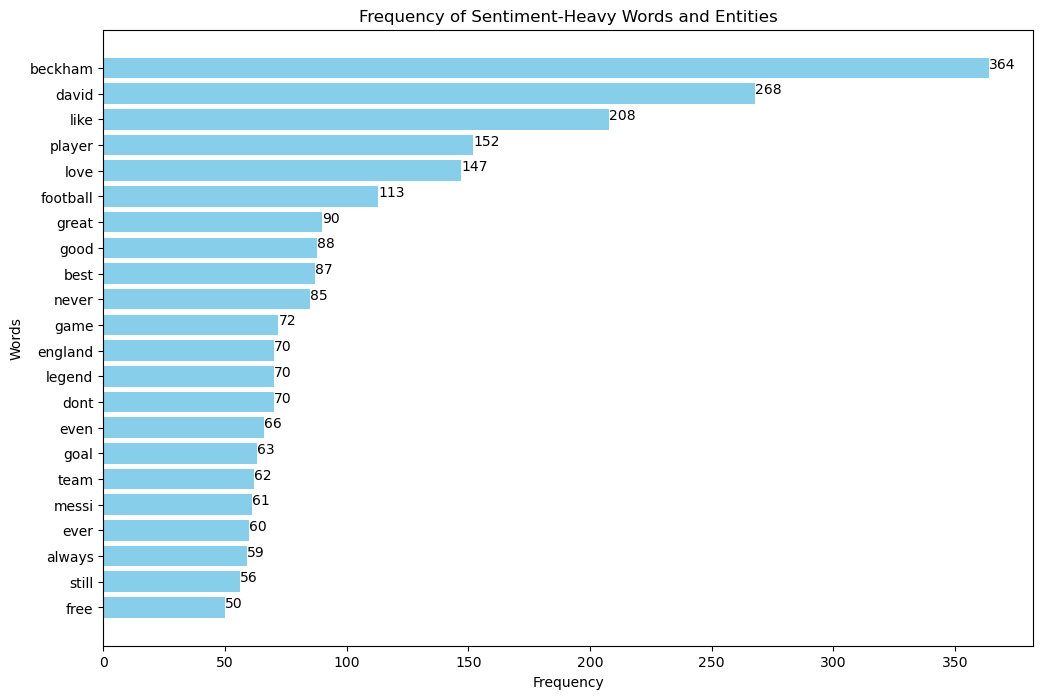 Frequency of Sentiment-Heavy Words and Entities
beckham 364
david 268
like 208
player 152
love 147
football 113
great 90
good 88
best 87
never 85
game 72
england 70
legend 70
dont 70
even 66
goal 63
team 62
messi 61
ever 60
always 59
still 56
free 50
Words
0 50 100 150 200 250 300 350
Frequency